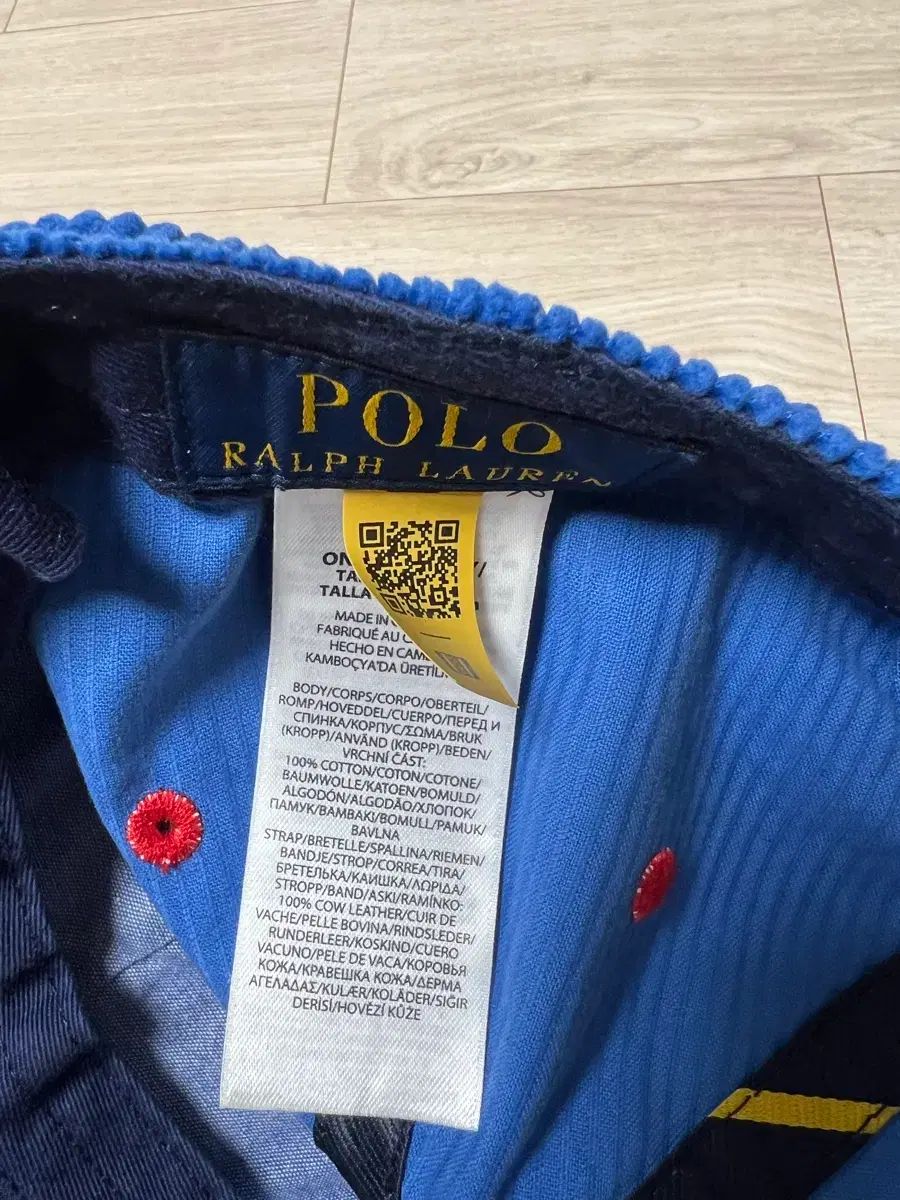 POLO
RALPH LAUREN
MADE IN
FABRIQUÉ AU
HECHO EN
KAMBOÇYA'DA
BODY/CORPS/CORPO/OBERTEIL/
ROMP/HOVEDDEL/CUERPO/ПЕРЕД И
СПИНКА/КОРПУС/ΣΩΜΑ/BRUK
(KROPP)/ANVÄND (KROPP)/BEDEN/
VRCHNÍ ČÁST:
100% COTTON/COTON/COTONE/
BAUMWOLLE/KATOEN/BOMULD/
ALGODÓN/ALGODÃO/ХЛОПОК/
ПАМУК/ΒΑΜΒΑΚΙ/BOMULL/PAMUK/
BAVLNA
STRAP/BRETELLE/SPALLINA/RIEMEN/
BANDJE/STROP/CORREA/TIRA/
БРЕТЕЛЬКА/КАИШКА/ΛΩΡΙΔΑ/
STROPP/BAND/ASKI/RAMÍNKO:
100% COW LEATHER/CUIR DE
VACHE/PELLE BOVINA/RINDSLEDER/
RUNDERLEER/KOSKIND/CUERO
VACUNO/PELE DE VACA/КОРОВЬЯ
КОЖА/КРАВЕШКА КОЖА/ΔΕΡΜΑ
ΑΓΕΛΑΔΑΣ/KULÆR/KOLÄDER/SIĞIR
DERİSİ/HOVĚZÍ KŮŽE